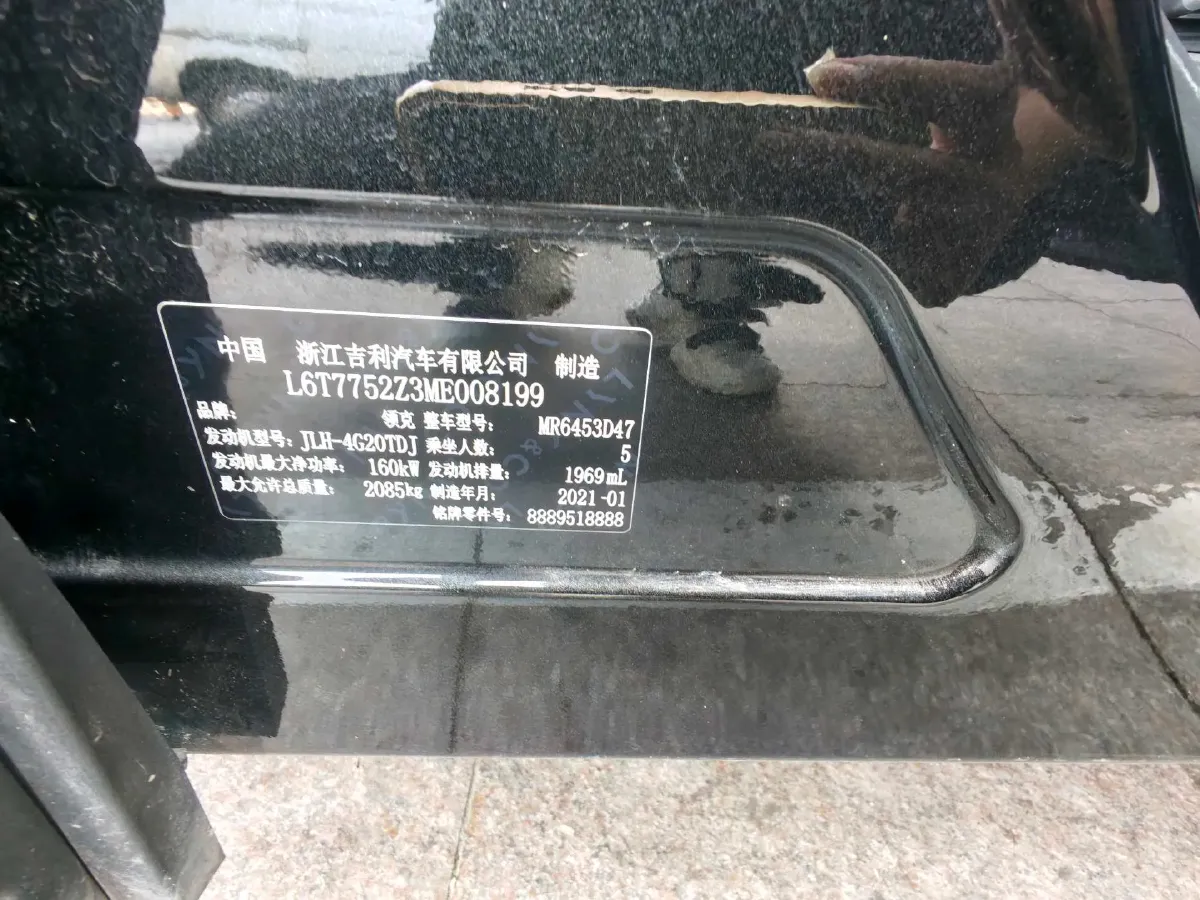 中国 浙江吉利汽车有限公司 制造
L6T7752Z3ME008199
品牌: 领克 整车型号: MR6453D47
发动机型号: JLH-4G20TDJ 乘坐人数: 5
发动机最大净功率: 160kW 发动机排量: 1969mL
最大允许总质量: 2085kg 制造年月: 2021-01
铭牌零件号: 8889518888